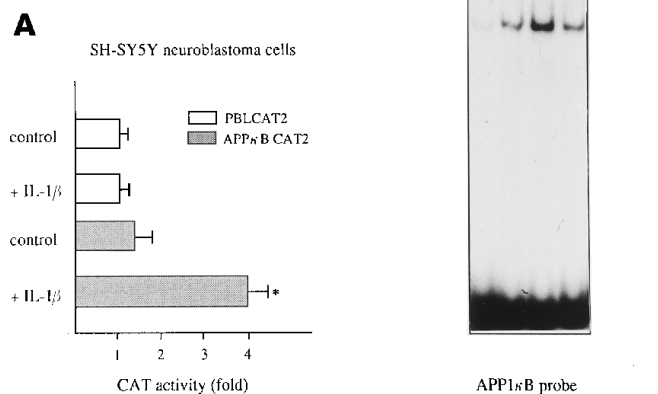 A
SH-SY5Y neuroblastoma cells
PBLCAT2
APPκB CAT2
control
+ IL-1β
control
+ IL-1β
*
1 2 3 4
CAT activity (fold)
APP1κB probe